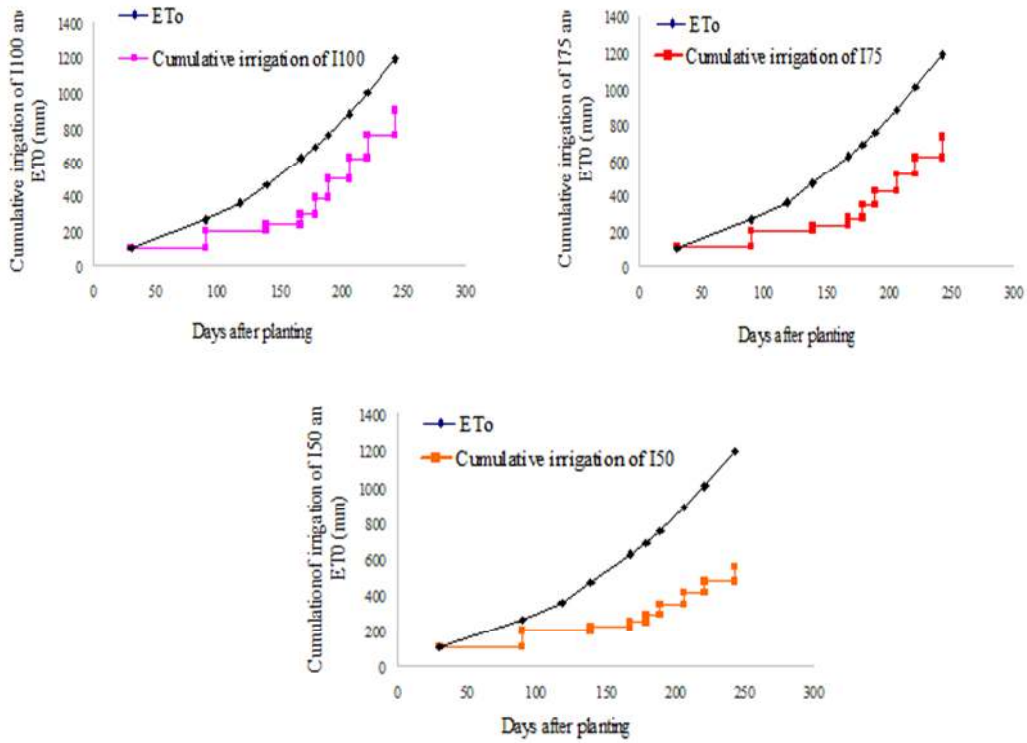 Cumulative irrigation of I100 an
ET0 (mm)
1400
1200
1000
800
600
400
200
0
ETo
Cumulative irrigation of I100
0 50 100 150 200 250 300
Days after planting
Cumulative irrigation of I75 an
ET0 (mm)
1400
1200
1000
800
600
400
200
0
ETo
Cumulative irrigation of I75
0 50 100 150 200 250 300
Days after planting
Cumulationof irrigation of I50 an
ET0 (mm)
1400
1200
1000
800
600
400
200
0
ETo
Cumulative irrigation of I50
0 50 100 150 200 250 300
Days after planting